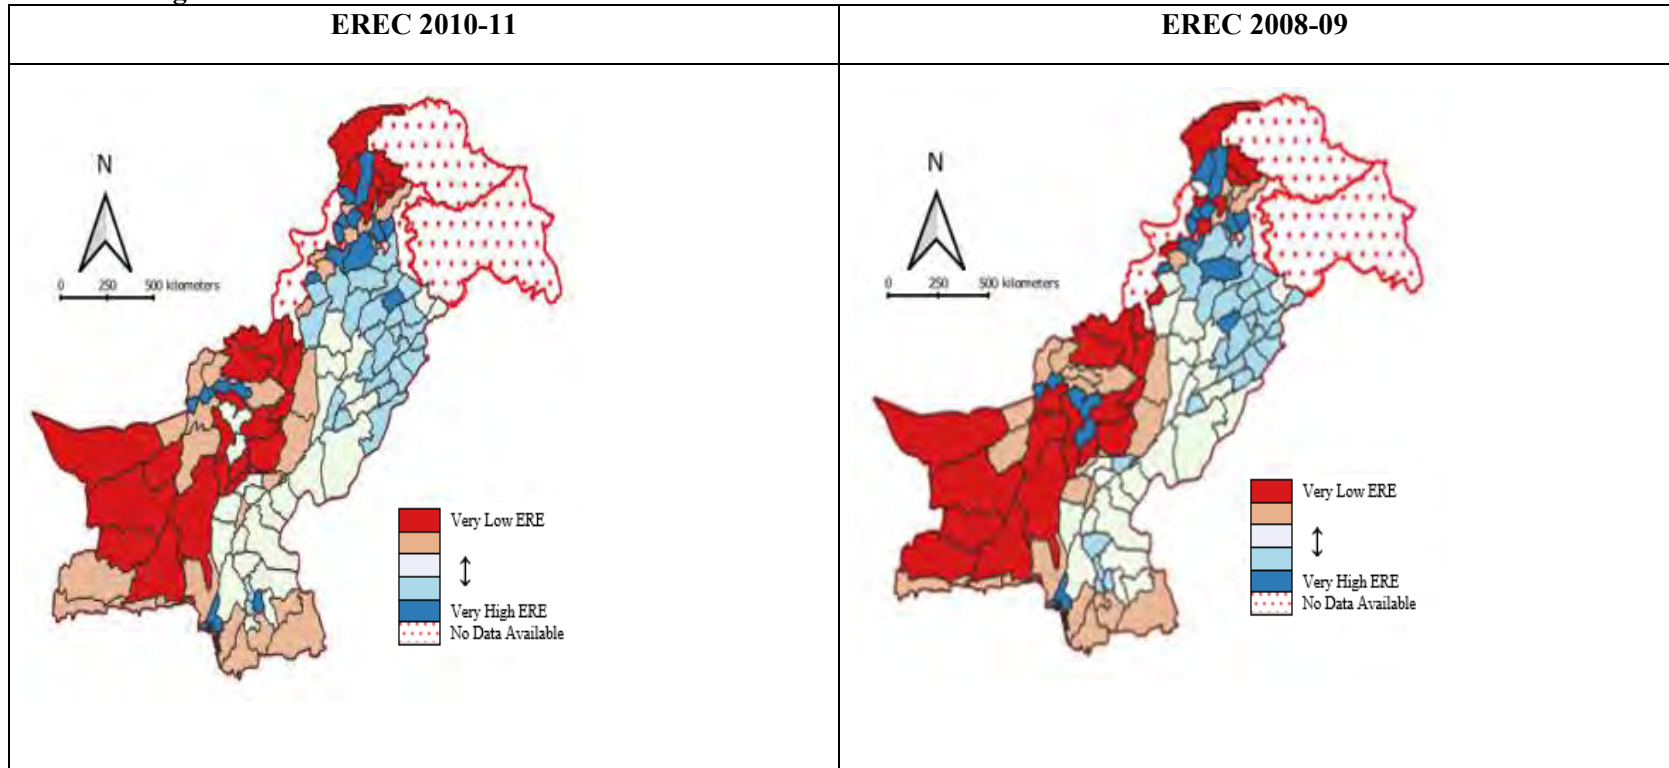 EREC 2010-11
EREC 2008-09
N
0 250 500 kilometers
Very Low ERE
↕
Very High ERE
No Data Available
N
0 250 500 kilometers
Very Low ERE
↕
Very High ERE
No Data Available